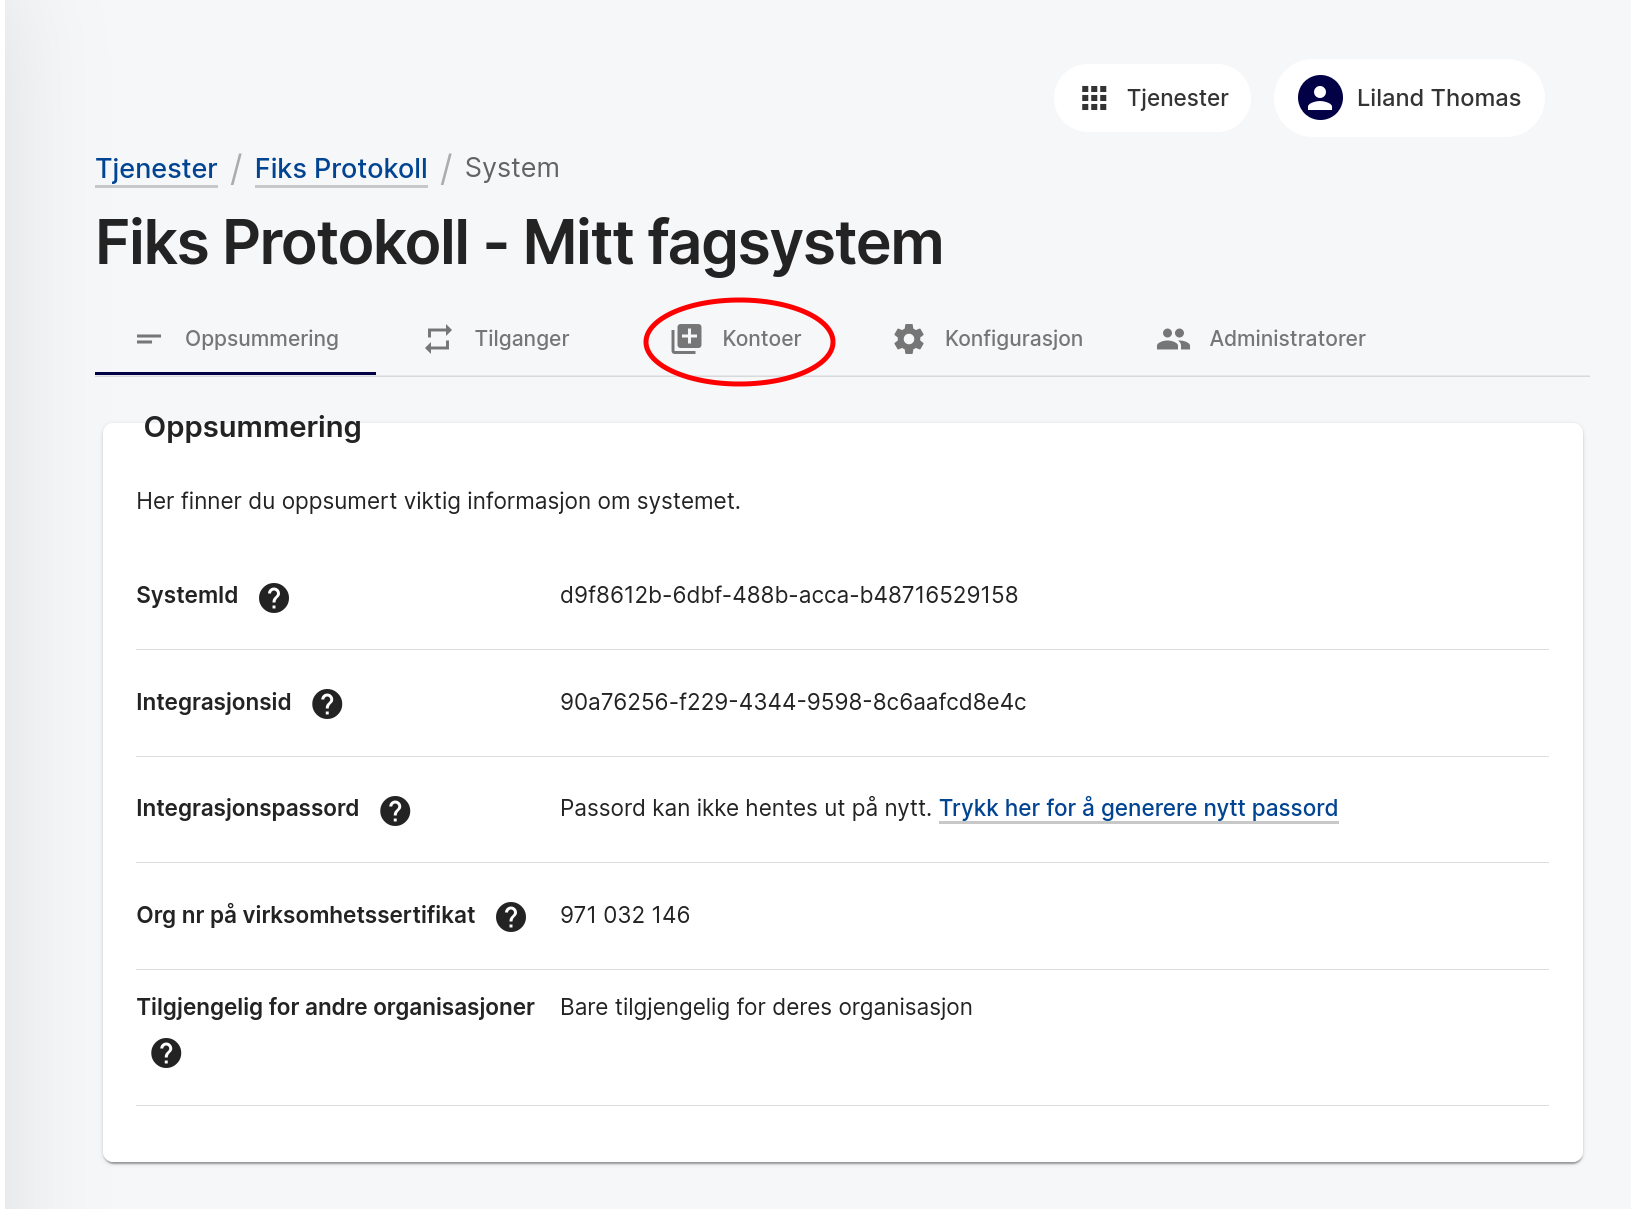 Tjenester Liland Thomas
Tjenester / Fiks Protokoll / System
Fiks Protokoll - Mitt fagsystem
Oppsummering Tilganger Kontoer Konfigurasjon Administratorer
Oppsummering
Her finner du oppsumert viktig informasjon om systemet.
SystemId ? d9f8612b-6dbf-488b-acca-b48716529158
Integrasjonsid ? 90a76256-f229-4344-9598-8c6aafcd8e4c
Integrasjonspassord ? Passord kan ikke hentes ut på nytt. Trykk her for å generere nytt passord
Org nr på virksomhetssertifikat ? 971 032 146
Tilgjengelig for andre organisasjoner Bare tilgjengelig for deres organisasjon
?